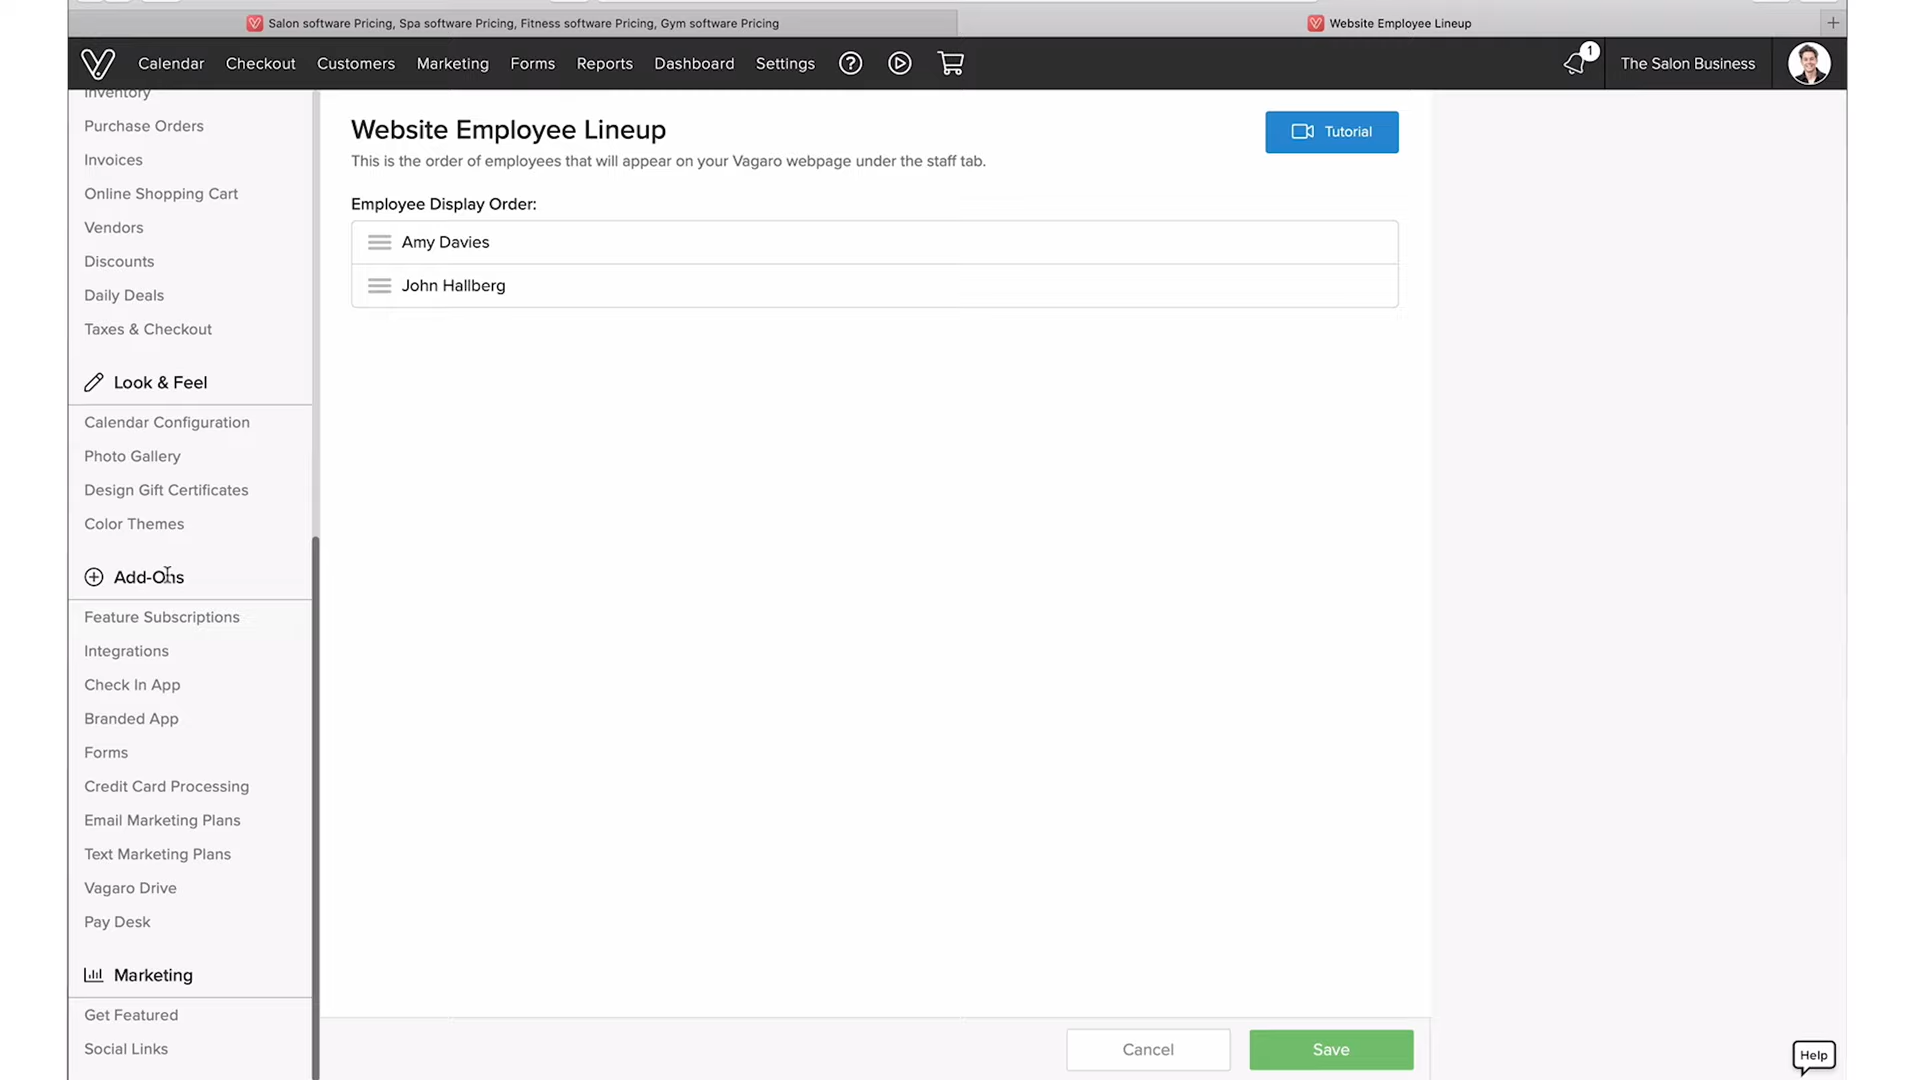 Salon software Pricing, Spa software Pricing, Fitness software Pricing, Gym software Pricing
Website Employee Lineup
Calendar
Checkout
Customers
Marketing
Forms
Reports
Dashboard
Settings
1
The Salon Business
Inventory
Purchase Orders
Invoices
Online Shopping Cart
Vendors
Discounts
Daily Deals
Taxes & Checkout
Look & Feel
Calendar Configuration
Photo Gallery
Design Gift Certificates
Color Themes
Add-Ons
Feature Subscriptions
Integrations
Check In App
Branded App
Forms
Credit Card Processing
Email Marketing Plans
Text Marketing Plans
Vagaro Drive
Pay Desk
Marketing
Get Featured
Social Links
Website Employee Lineup
Tutorial
This is the order of employees that will appear on your Vagaro webpage under the staff tab.
Employee Display Order:
Amy Davies
John Hallberg
Cancel
Save
Help